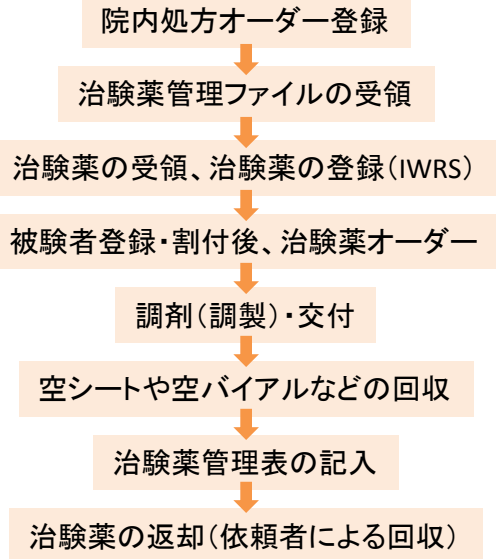 院内処方オーダー登録
治験薬管理ファイルの受領
治験薬の受領、治験薬の登録(IWRS)
被験者登録・割付後、治験薬オーダー
調剤(調製)・交付
空シートや空バイアルなどの回収
治験薬管理表の記入
治験薬の返却(依頼者による回収)